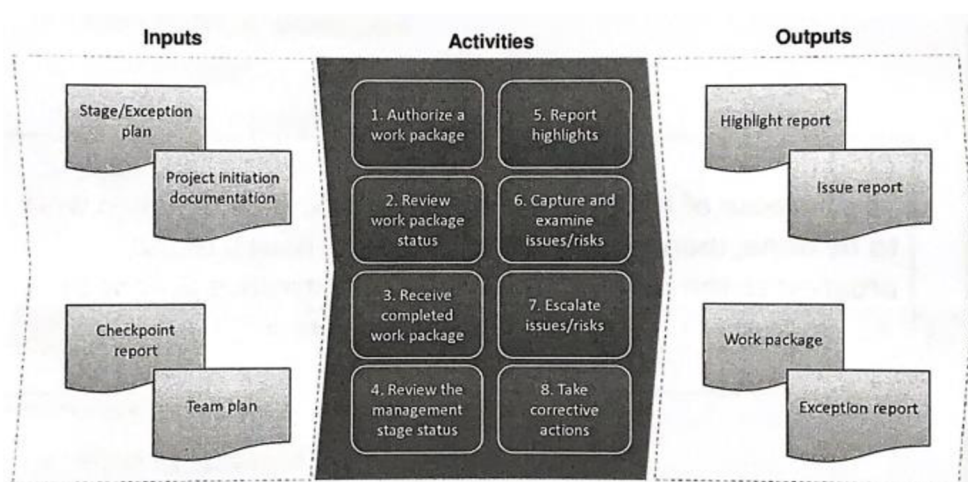 Inputs
Activities
Outputs
Stage/Exception
plan
Project initiation
documentation
Checkpoint
report
Team plan
1. Authorize a
work package
2. Review
work package
status
3. Receive
completed
work package
4. Review the
management
stage status
5. Report
highlights
6. Capture and
examine
issues/risks
7. Escalate
issues/risks
8. Take
corrective
actions
Highlight report
Issue report
Work package
Exception report